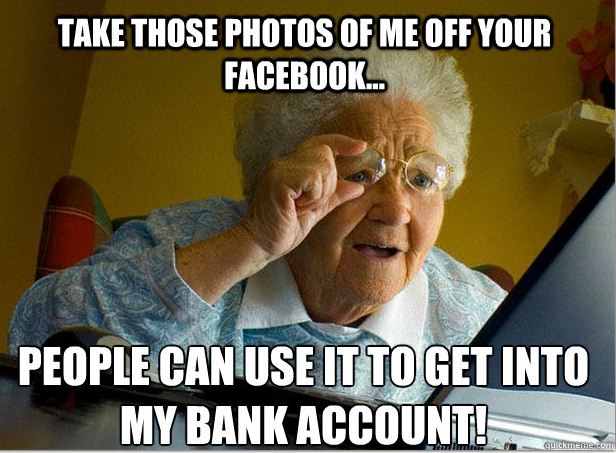 TAKE THOSE PHOTOS OF ME OFF YOUR
FACEBOOK...
PEOPLE CAN USE IT TO GET INTO
MY BANK ACCOUNT!
quickmeme.com